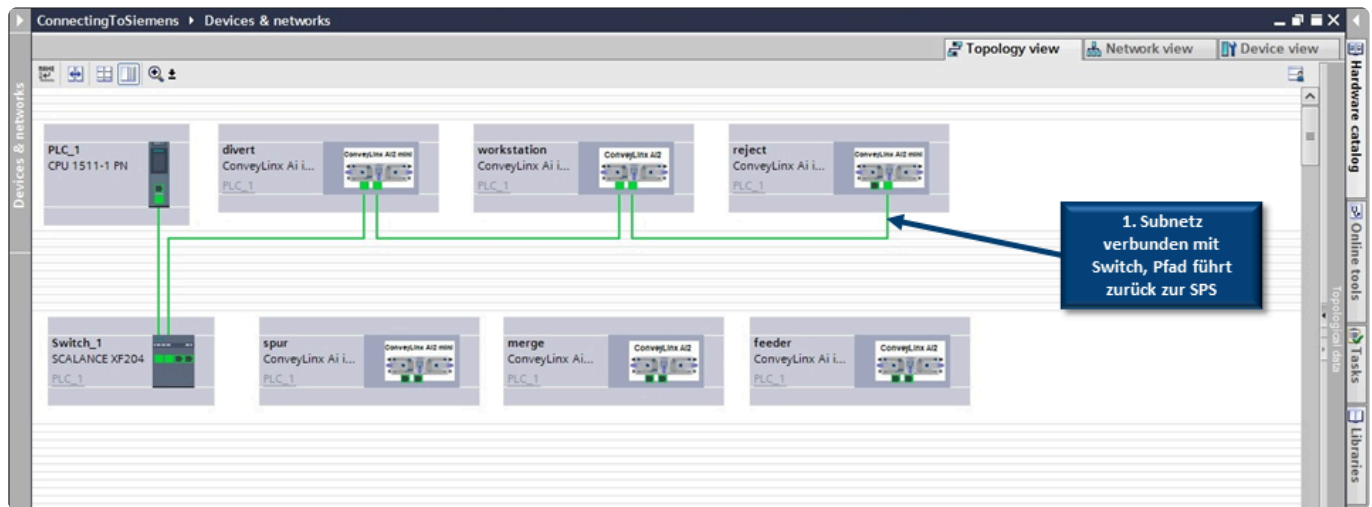 ConnectingToSiemens ▸ Devices & networks
Topology view
Network view
Device view
Devices & networks
PLC_1
CPU 1511-1 PN
divert
ConveyLinx Ai i...
PLC_1
ConveyLinx Ai2 mini
workstation
ConveyLinx Ai i...
PLC_1
ConveyLinx Ai2
reject
ConveyLinx Ai i...
PLC_1
ConveyLinx Ai2 mini
1. Subnetz
verbunden mit
Switch, Pfad führt
zurück zur SPS
Switch_1
SCALANCE XF204
PLC_1
spur
ConveyLinx Ai i...
PLC_1
ConveyLinx Ai2 mini
merge
ConveyLinx Ai...
PLC_1
ConveyLinx Ai2
feeder
ConveyLinx Ai i...
PLC_1
ConveyLinx Ai2
Topological data
Hardware catalog
Online tools
Tasks
Libraries